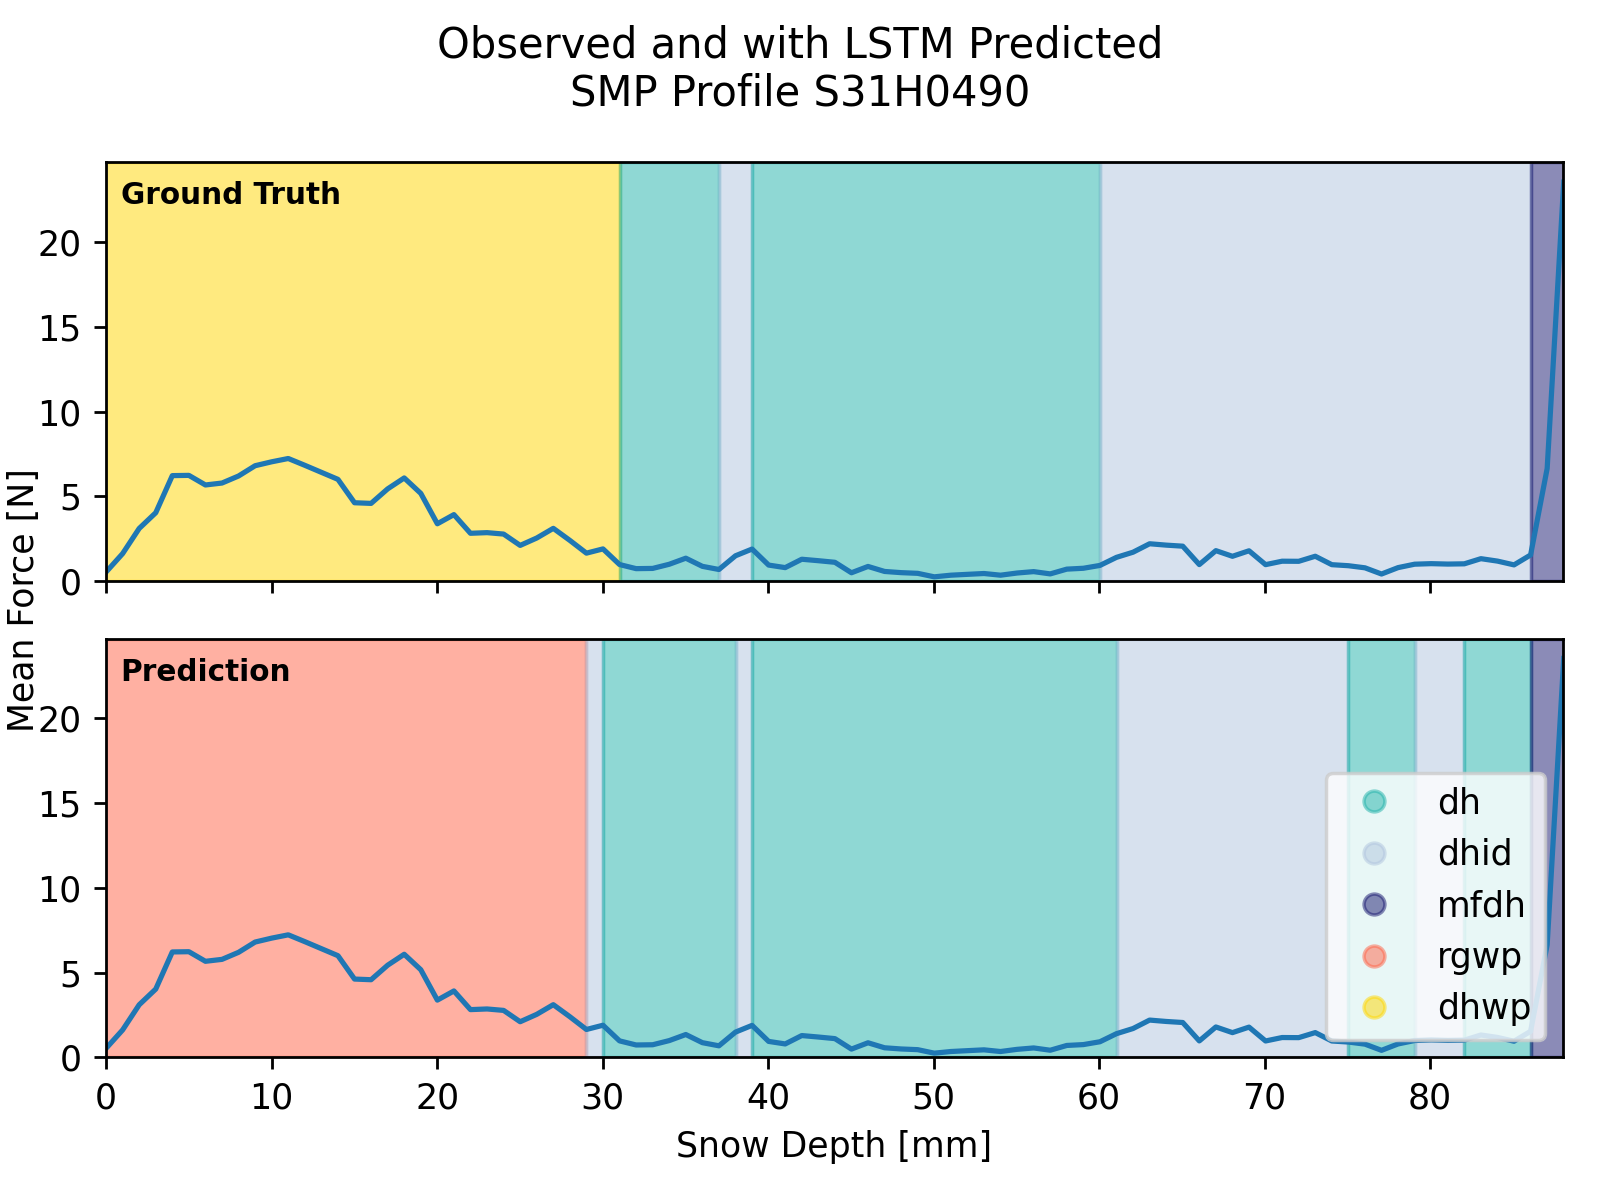 Observed and with LSTM Predicted
SMP Profile S31H0490
Mean Force [N]
Ground Truth
20
15
10
5
0
Prediction
20
15
10
5
0
dh
dhid
mfdh
rgwp
dhwp
0 10 20 30 40 50 60 70 80
Snow Depth [mm]